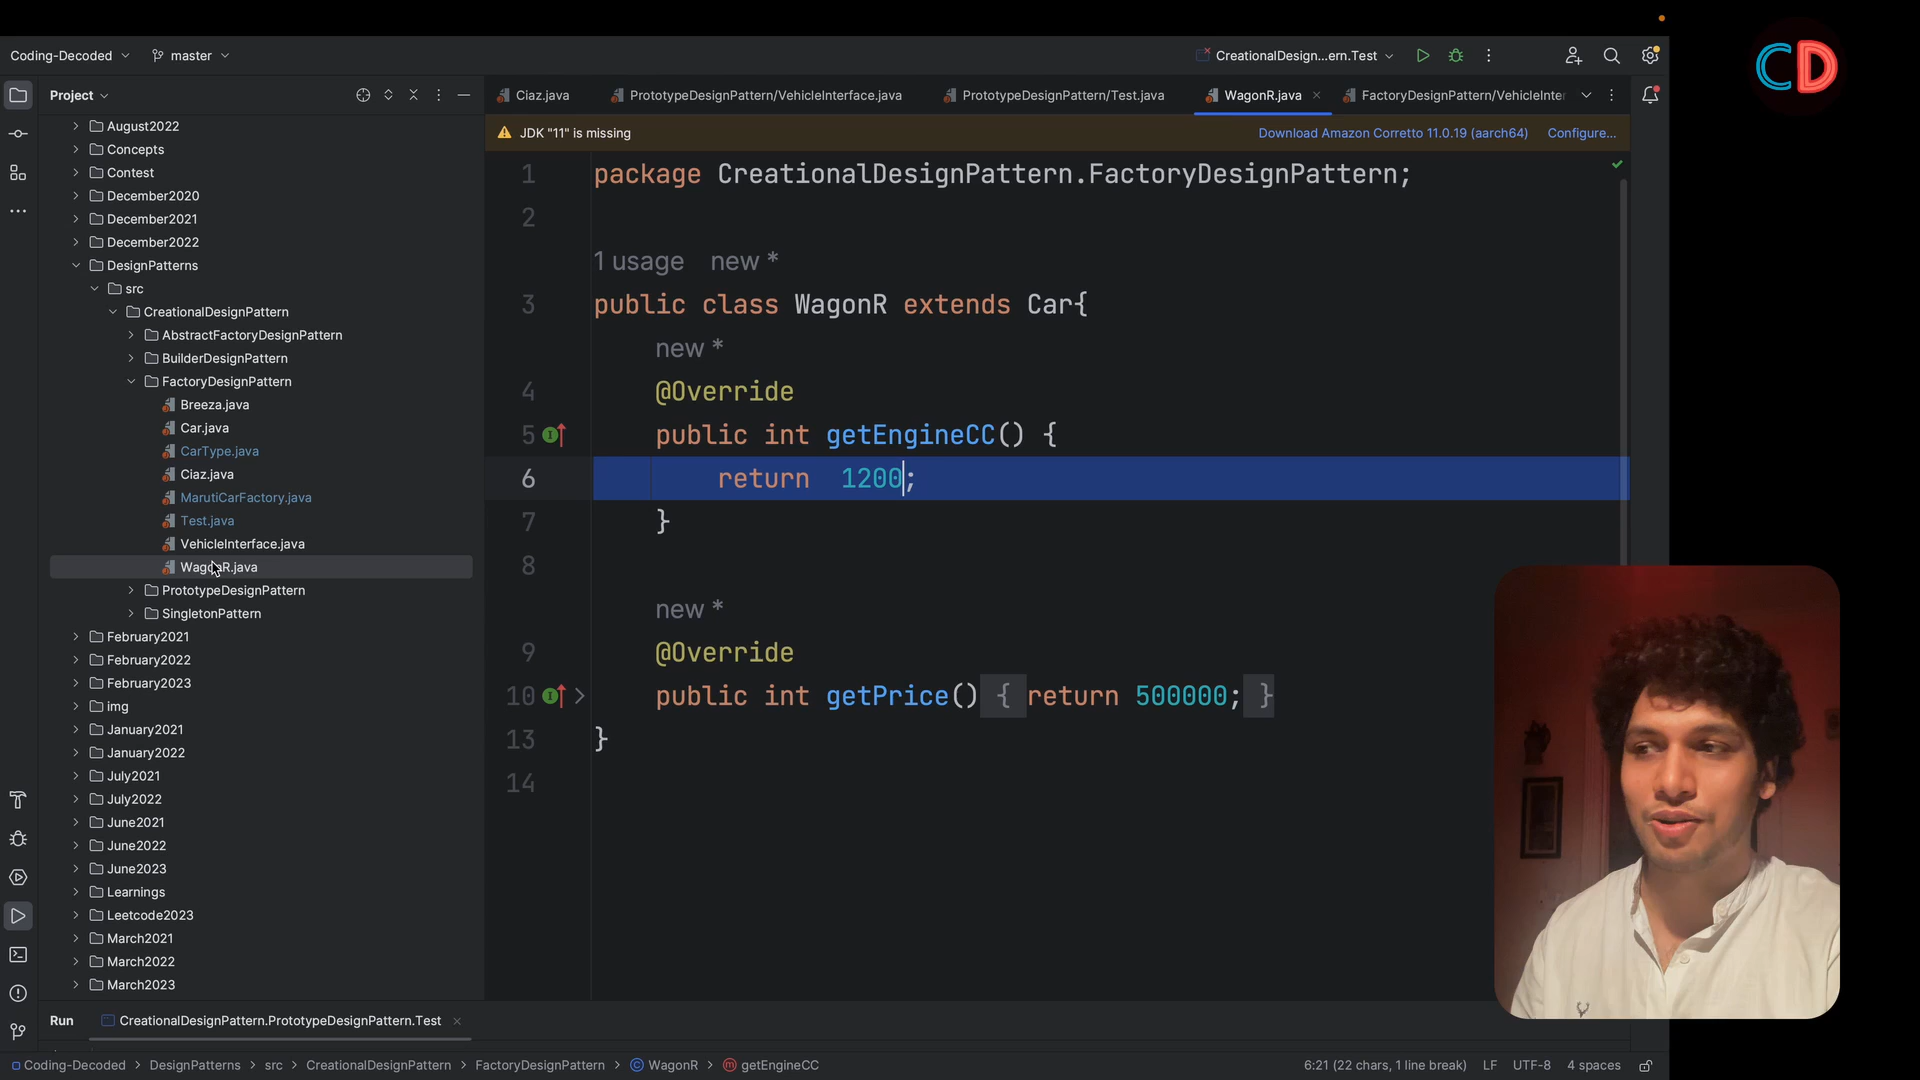 Coding-Decoded
master
CreationalDesign...ern.Test
CD
Project
Ciaz.java
PrototypeDesignPattern/VehicleInterface.java
PrototypeDesignPattern/Test.java
WagonR.java
FactoryDesignPattern/VehicleInter
JDK "11" is missing
Download Amazon Corretto 11.0.19 (aarch64)
Configure...
August2022
Concepts
Contest
December2020
December2021
December2022
DesignPatterns
src
CreationalDesignPattern
AbstractFactoryDesignPattern
BuilderDesignPattern
FactoryDesignPattern
Breeza.java
Car.java
CarType.java
Ciaz.java
MarutiCarFactory.java
Test.java
VehicleInterface.java
WagonR.java
PrototypeDesignPattern
SingletonPattern
February2021
February2022
February2023
img
January2021
January2022
July2021
July2022
June2021
June2022
June2023
Learnings
Leetcode2023
March2021
March2022
March2023
1 package CreationalDesignPattern.FactoryDesignPattern;
2
1 usage new *
3 public class WagonR extends Car{
new *
4 @Override
5 public int getEngineCC() {
6 return 1200;
7 }
8
new *
9 @Override
10 public int getPrice() { return 500000; }
13 }
14
Run
CreationalDesignPattern.PrototypeDesignPattern.Test
Coding-Decoded > DesignPatterns > src > CreationalDesignPattern > FactoryDesignPattern > WagonR > getEngineCC
6:21 (22 chars, 1 line break)
LF
UTF-8
4 spaces